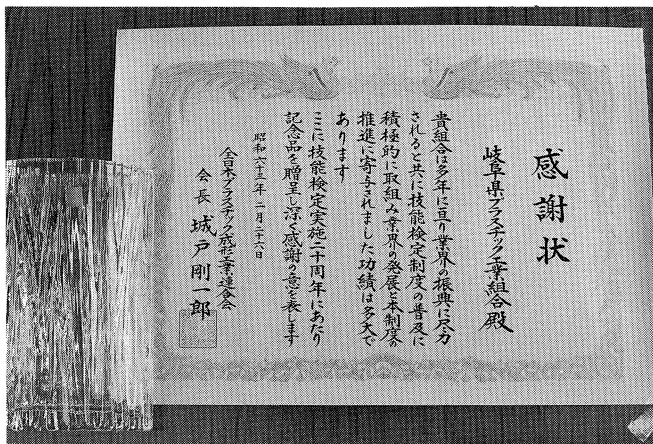 感謝状
岐阜県プラスチック工業組合殿
貴組合は多年に亘り業界の振興に尽力
されると共に技能検定制度の普及に
積極的に取組み業界の発展と本制度の
推進に寄与されました功績は多大で
あります
ここに技能検定実施二十周年にあたり
記念品を贈呈し深く感謝の意を表します
昭和六十三年 二月二十六日
全日本プラスチック成形工業連合会
会長 城戸剛一郎